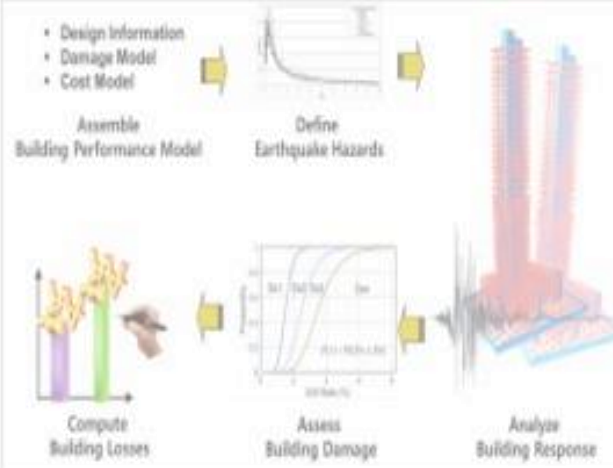 • Design Information
• Damage Model
• Cost Model
Assemble
Building Performance Model
Define
Earthquake Hazards
Analyze
Building Response
Assess
Building Damage
Compute
Building Losses